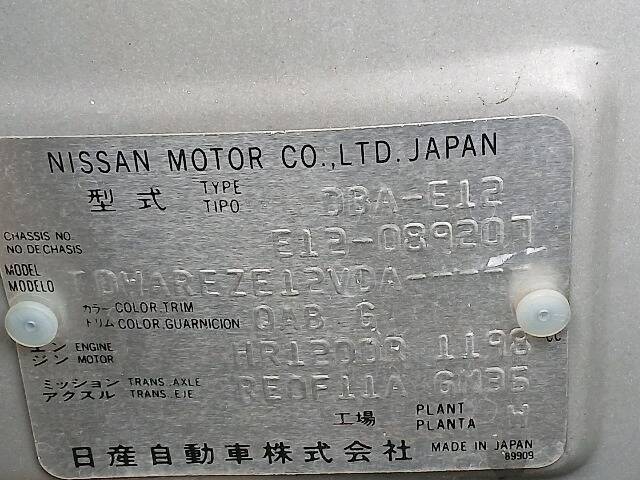 NISSAN MOTOR CO.,LTD. JAPAN
型式 TYPE TIPO DBA-E12
CHASSIS NO. NO. DE CHASIS E12-089207
MODEL MODELO TDHAREZE12VDA-----
カラー COLOR,TRIM トリム COLOR,GUARNICION QAB G
エンジン ENGINE MOTOR HR12DDR 1198 cc
ミッション アクスル TRANS.,AXLE TRANS.,EJE RE0F11A GM35
工場 PLANT PLANTA W
日産自動車株式会社 MADE IN JAPAN
89909